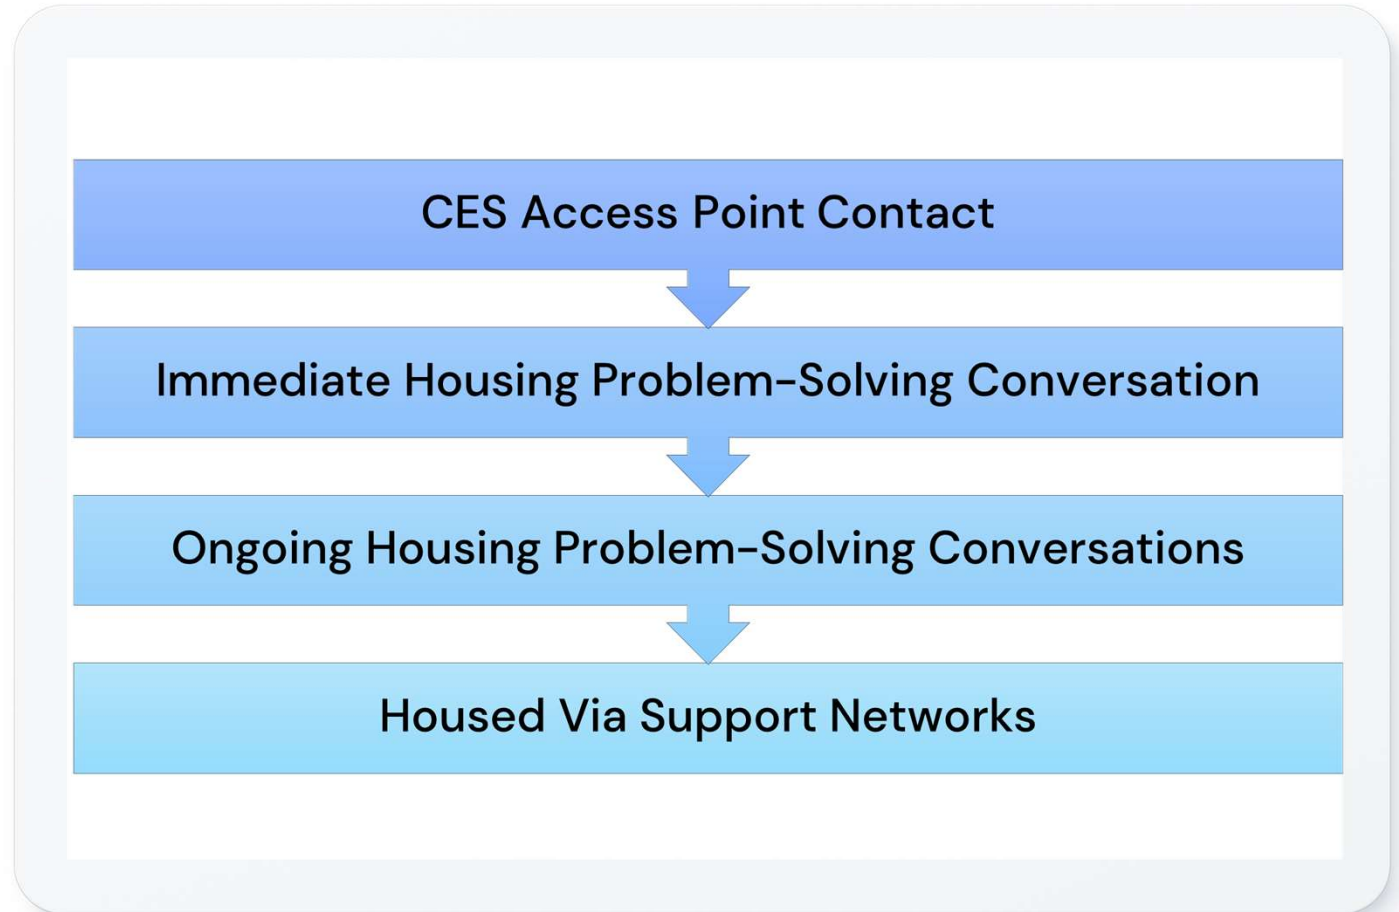 CES Access Point Contact
Immediate Housing Problem-Solving Conversation
Ongoing Housing Problem-Solving Conversations
Housed Via Support Networks